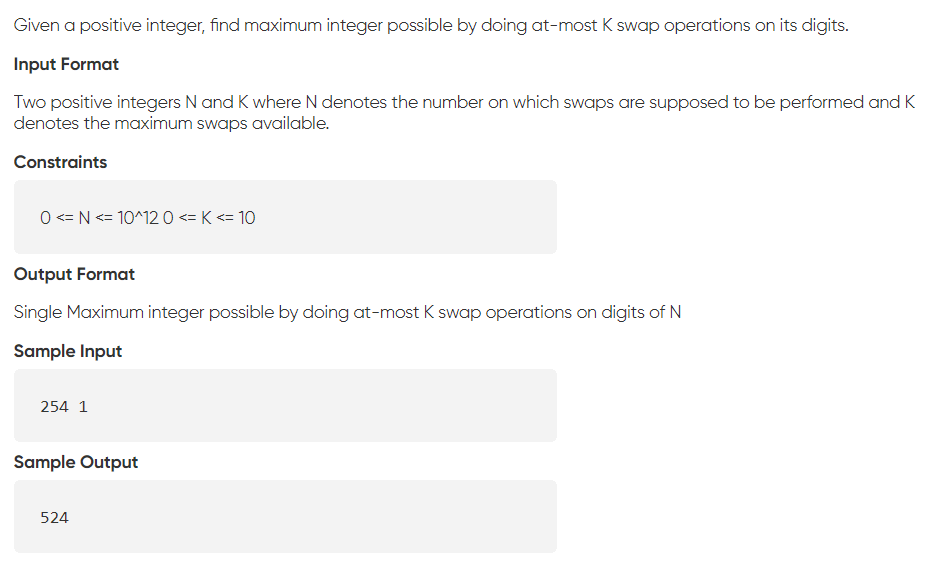 Given a positive integer, find maximum integer possible by doing at-most K swap operations on its digits.
Input Format
Two positive integers N and K where N denotes the number on which swaps are supposed to be performed and K
denotes the maximum swaps available.
Constraints
0 <= N <= 10^12 0 <= K <= 10
Output Format
Single Maximum integer possible by doing at-most K swap operations on digits of N
Sample Input
254 1
Sample Output
524